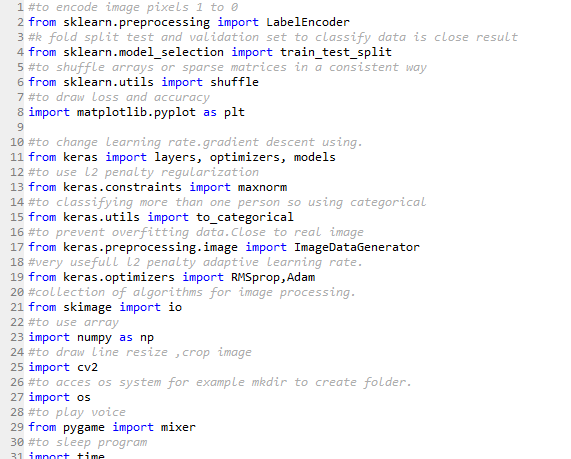 1 #to encode image pixels 1 to 0
2 from sklearn.preprocessing import LabelEncoder
3 #k fold split test and validation set to classify data is close result
4 from sklearn.model_selection import train_test_split
5 #to shuffle arrays or sparse matrices in a consistent way
6 from sklearn.utils import shuffle
7 #to draw loss and accuracy
8 import matplotlib.pyplot as plt
9
10 #to change learning rate.gradient descent using.
11 from keras import layers, optimizers, models
12 #to use l2 penalty regularization
13 from keras.constraints import maxnorm
14 #to classifying more than one person so using categorical
15 from keras.utils import to_categorical
16 #to prevent overfitting data.Close to real image
17 from keras.preprocessing.image import ImageDataGenerator
18 #very usefull l2 penalty adaptive learning rate.
19 from keras.optimizers import RMSprop,Adam
20 #collection of algorithms for image processing.
21 from skimage import io
22 #to use array
23 import numpy as np
24 #to draw line resize ,crop image
25 import cv2
26 #to acces os system for example mkdir to create folder.
27 import os
28 #to play voice
29 from pygame import mixer
30 #to sleep program
31 import time